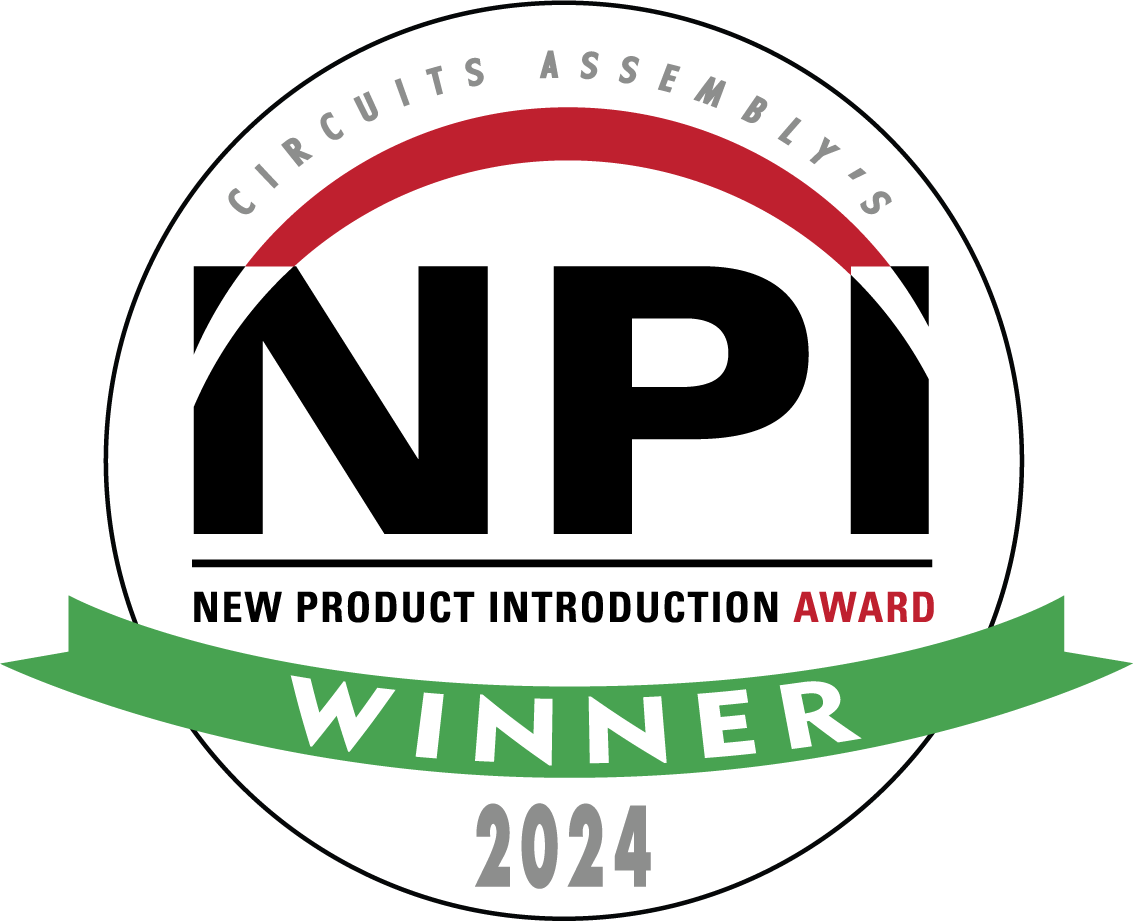 CIRCUITS ASSEMBLY'S
NPI
NEW PRODUCT INTRODUCTION AWARD
WINNER
2024